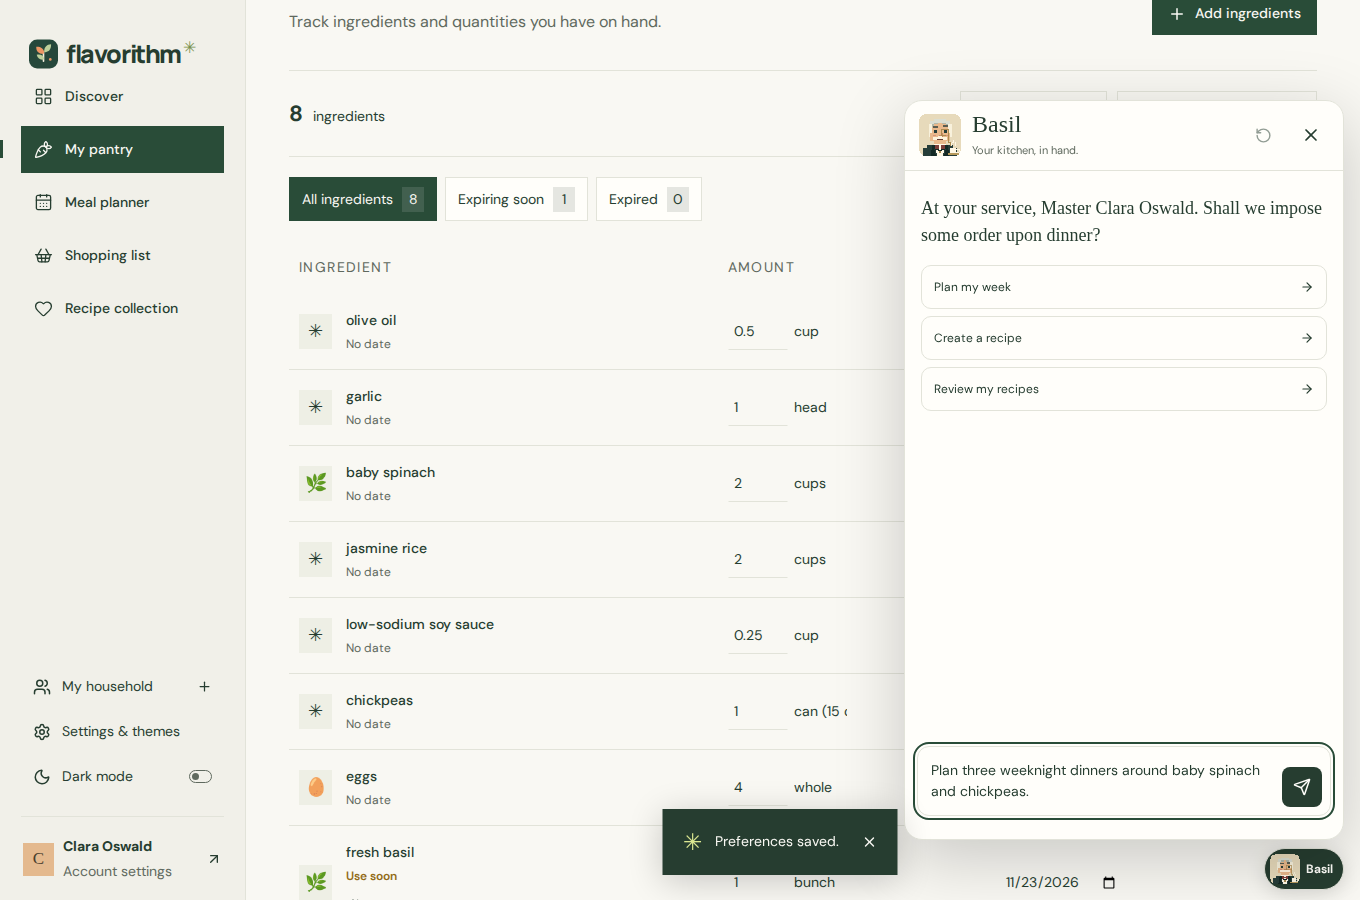 flavorithm
Discover
My pantry
Meal planner
Shopping list
Recipe collection
My household
Settings & themes
Dark mode
C
Clara Oswald
Account settings
Track ingredients and quantities you have on hand.
Add ingredients
8 ingredients
All ingredients 8
Expiring soon 1
Expired 0
INGREDIENT AMOUNT
olive oil
No date
0.5 cup
garlic
No date
1 head
baby spinach
No date
2 cups
jasmine rice
No date
2 cups
low-sodium soy sauce
No date
0.25 cup
chickpeas
No date
1 can (15
eggs
No date
4 whole
fresh basil
Use soon
1 bunch 11/23/2026
Preferences saved.
Basil
Your kitchen, in hand.
At your service, Master Clara Oswald. Shall we impose
some order upon dinner?
Plan my week
Create a recipe
Review my recipes
Plan three weeknight dinners around baby spinach
and chickpeas.
Basil